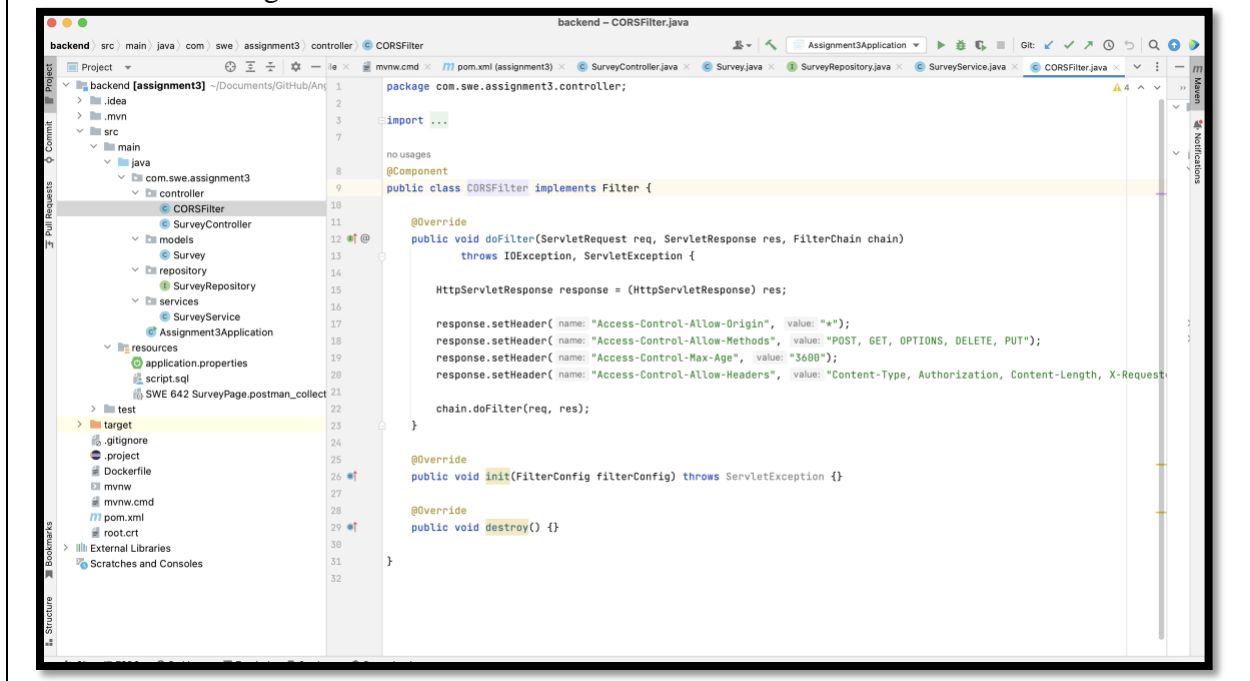 backend – CORSFilter.java
backend 〉 src 〉 main 〉 java 〉 com 〉 swe 〉 assignment3 〉 controller 〉 CORSFilter
Assignment3Application
Git:
Project
mvnw.cmd
pom.xml (assignment3)
SurveyController.java
Survey.java
SurveyRepository.java
SurveyService.java
CORSFilter.java
Project
Commit
Pull Requests
Bookmarks
Structure
Maven
Notifications
backend [assignment3] ~/Documents/GitHub/Ang
.idea
.mvn
src
main
java
com.swe.assignment3
controller
CORSFilter
SurveyController
models
Survey
repository
SurveyRepository
services
SurveyService
Assignment3Application
resources
application.properties
script.sql
SWE 642 SurveyPage.postman_collect
test
target
.gitignore
.project
Dockerfile
mvnw
mvnw.cmd
pom.xml
root.crt
External Libraries
Scratches and Consoles
4
1 package com.swe.assignment3.controller;
2
3 import ...
7
no usages
8 @Component
9 public class CORSFilter implements Filter {
10
11 @Override
12 @ public void doFilter(ServletRequest req, ServletResponse res, FilterChain chain)
13 throws IOException, ServletException {
14
15 HttpServletResponse response = (HttpServletResponse) res;
16
17 response.setHeader( name: "Access-Control-Allow-Origin", value: "*");
18 response.setHeader( name: "Access-Control-Allow-Methods", value: "POST, GET, OPTIONS, DELETE, PUT");
19 response.setHeader( name: "Access-Control-Max-Age", value: "3600");
20 response.setHeader( name: "Access-Control-Allow-Headers", value: "Content-Type, Authorization, Content-Length, X-Requeste
21
22 chain.doFilter(req, res);
23 }
24
25 @Override
26 public void init(FilterConfig filterConfig) throws ServletException {}
27
28 @Override
29 public void destroy() {}
30
31 }
32